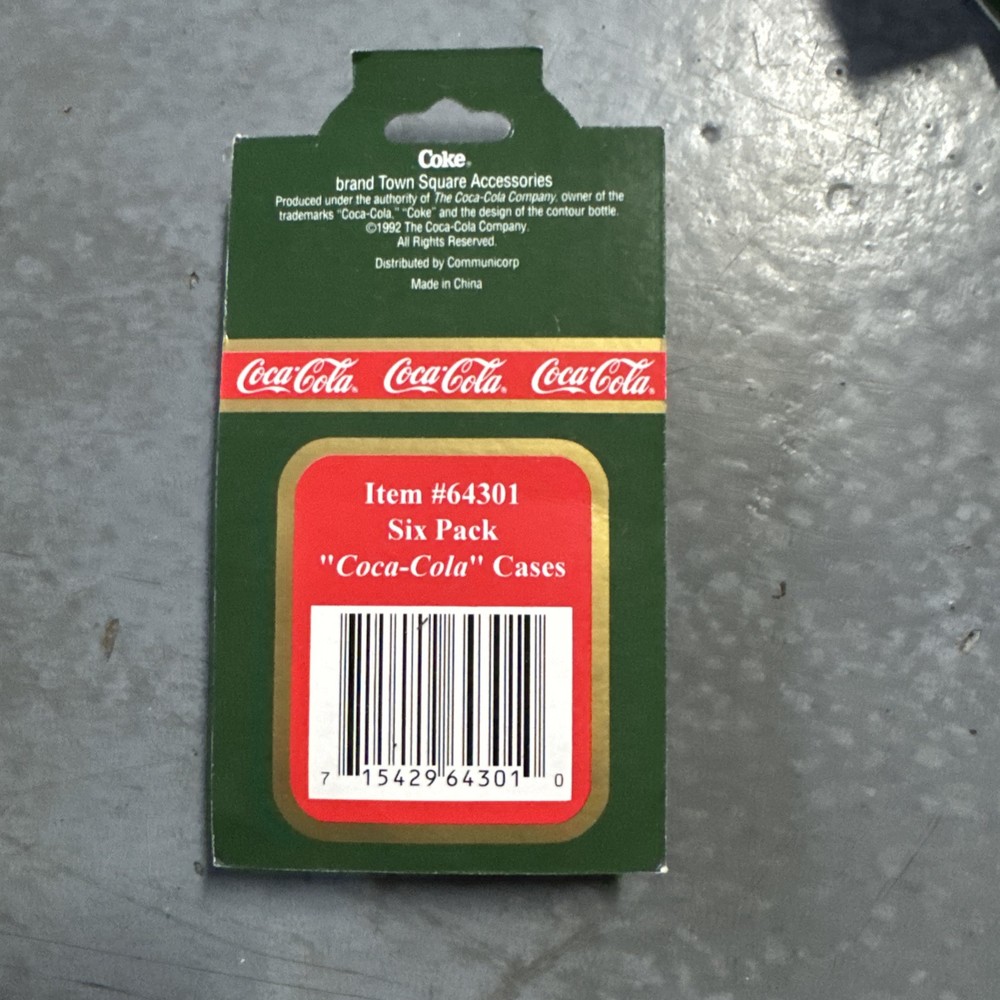 Coke®
brand Town Square Accessories
Produced under the authority of The Coca-Cola Company, owner of the
trademarks "Coca-Cola," "Coke" and the design of the contour bottle.
©1992 The Coca-Cola Company.
All Rights Reserved.
Distributed by Communicorp
Made in China
Coca-Cola® Coca-Cola® Coca-Cola®
Item #64301
Six Pack
"Coca-Cola" Cases
7 15429 64301 0